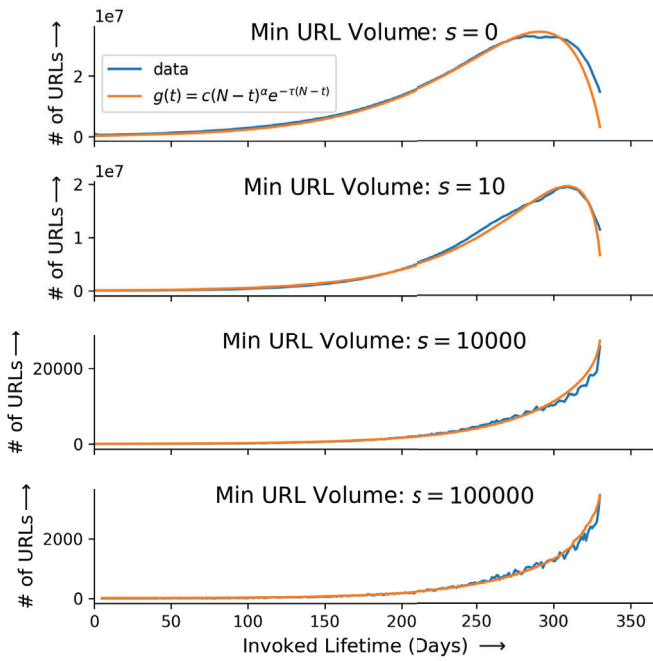 1e7
Min URL Volume: s = 0
# of URLs →
2
0
data
g(t) = c(N − t)^α e^−τ(N−t)
1e7
Min URL Volume: s = 10
# of URLs →
2
1
0
Min URL Volume: s = 10000
# of URLs →
20000
0
Min URL Volume: s = 100000
# of URLs →
2000
0
0 50 100 150 200 250 300 350
Invoked Lifetime (Days) →